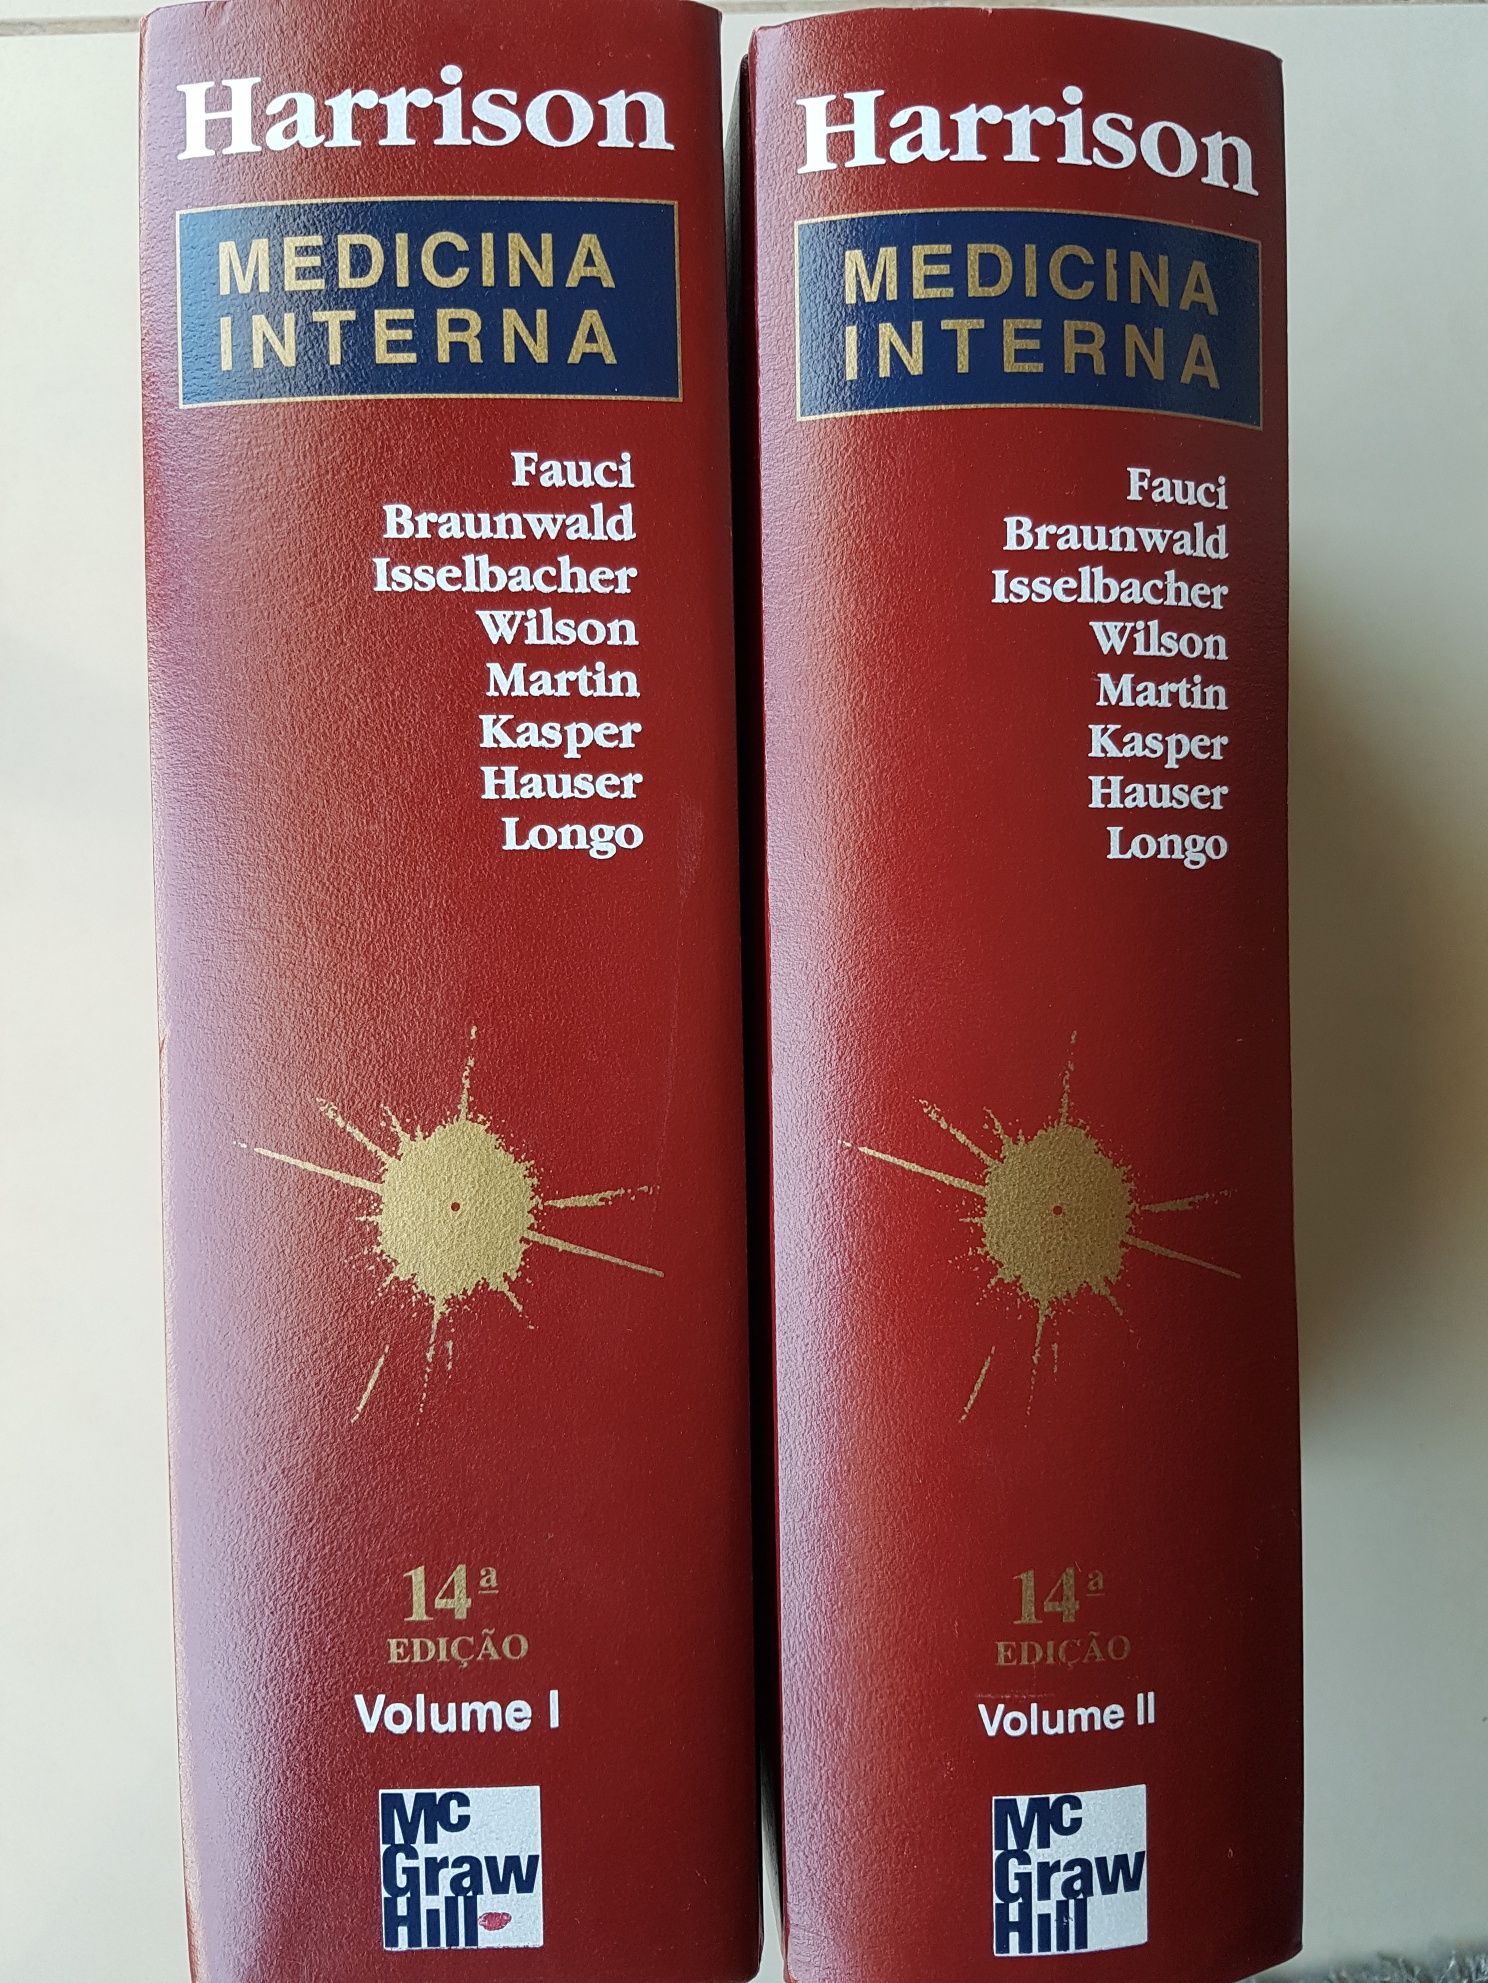 Harrison
MEDICINA
INTERNA
Fauci
Braunwald
Isselbacher
Wilson
Martin
Kasper
Hauser
Longo
14ª
EDIÇÃO
Volume I
Mc
Graw
Hill
Harrison
MEDICINA
INTERNA
Fauci
Braunwald
Isselbacher
Wilson
Martin
Kasper
Hauser
Longo
14ª
EDIÇÃO
Volume II
Mc
Graw
Hill